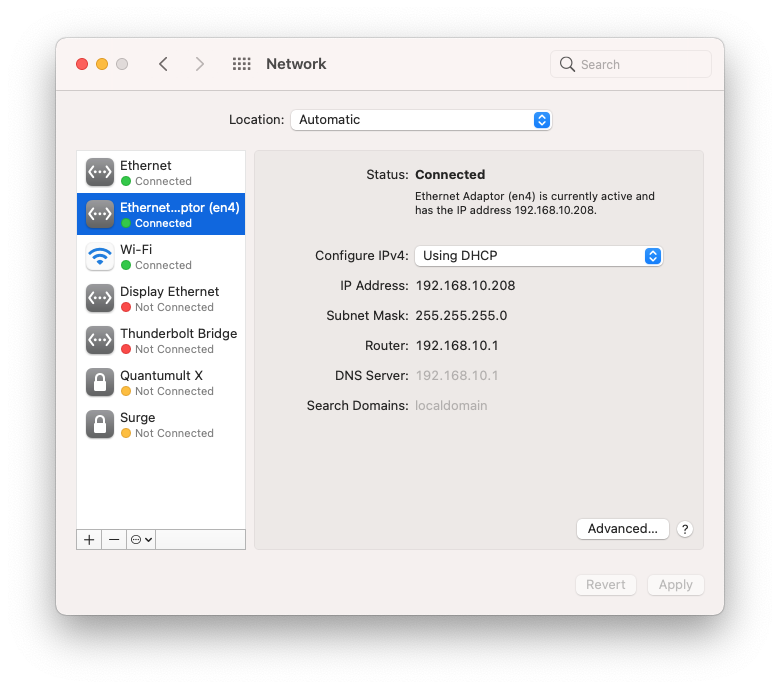 Network
Search
Location: Automatic
Ethernet
Connected
Ethernet...ptor (en4)
Connected
Wi-Fi
Connected
Display Ethernet
Not Connected
Thunderbolt Bridge
Not Connected
Quantumult X
Not Connected
Surge
Not Connected
Status: Connected
Ethernet Adaptor (en4) is currently active and
has the IP address 192.168.10.208.
Configure IPv4: Using DHCP
IP Address: 192.168.10.208
Subnet Mask: 255.255.255.0
Router: 192.168.10.1
DNS Server: 192.168.10.1
Search Domains: localdomain
Advanced... ?
Revert Apply